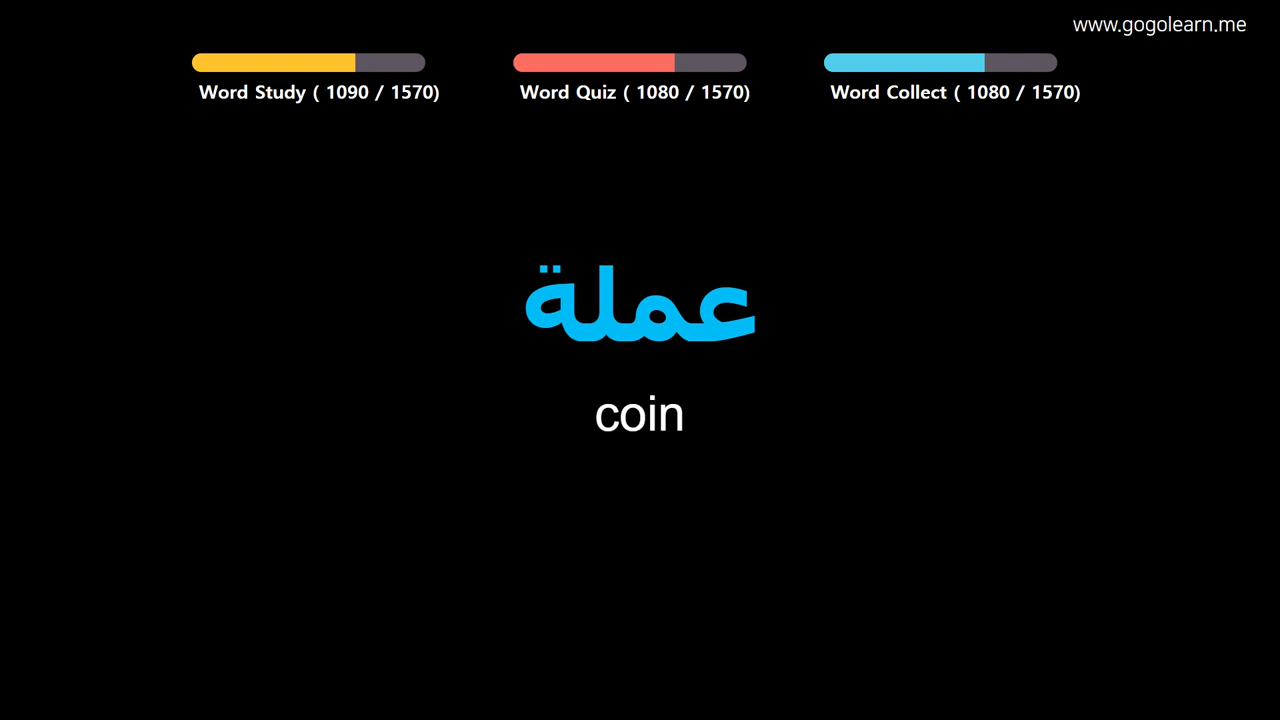 www.gogolearn.me
Word Study ( 1090 / 1570)
Word Quiz ( 1080 / 1570)
Word Collect ( 1080 / 1570)
عملة
coin